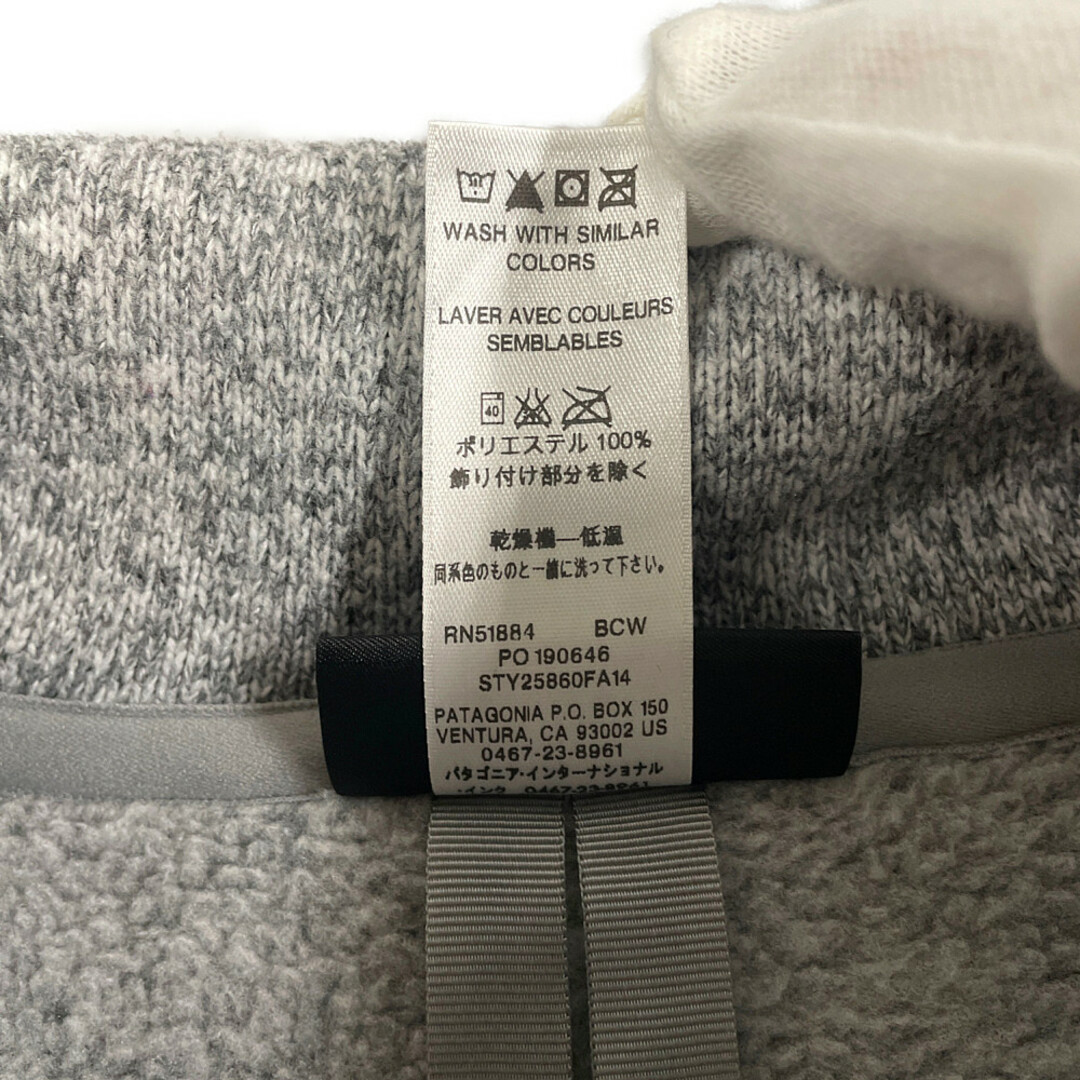 WASH WITH SIMILAR
COLORS
LAVER AVEC COULEURS
SEMBLABLES
40
ポリエステル 100%
飾り付け部分を除く
乾燥機—低温
同系色のものと一緒に洗って下さい。
RN51884 BCW
PO 190646
STY25860FA14
PATAGONIA P.O. BOX 150
VENTURA, CA 93002 US
0467-23-8961
パタゴニア・インターナショナル
・インク